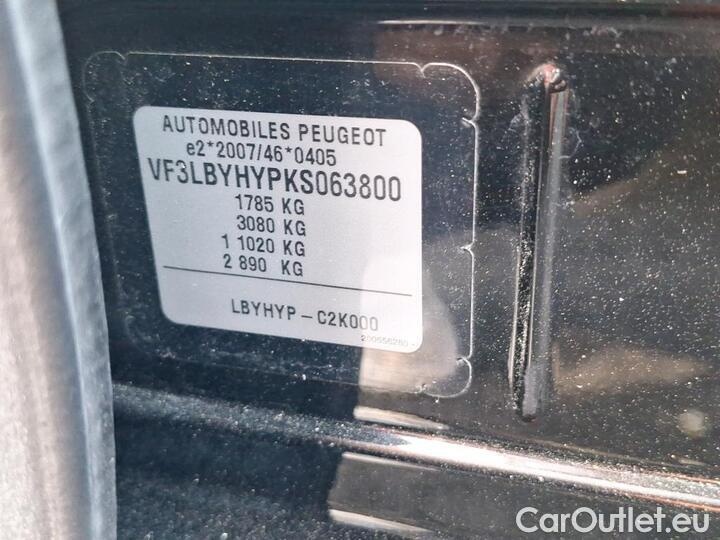 AUTOMOBILES PEUGEOT
e2*2007/46*0405
VF3LBYHYPKS063800
1785 KG
3080 KG
1 1020 KG
2 890 KG
LBYHYP-C2K000
CarOutlet.eu